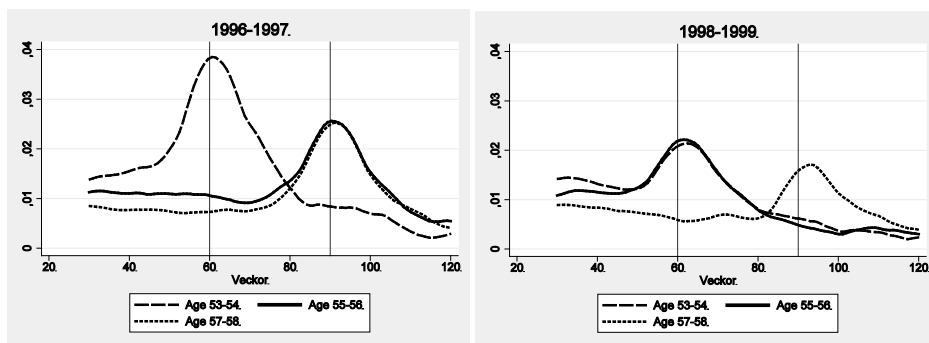 1996-1997.
,04
,03
,02
,01
0
20. 40. 60. 80. 100. 120.
Veckor.
Age 53-54. Age 55-56.
Age 57-58.
1998-1999.
,04
,03
,02
,01
0
20. 40. 60. 80. 100. 120.
Veckor.
Age 53-54. Age 55-56.
Age 57-58.